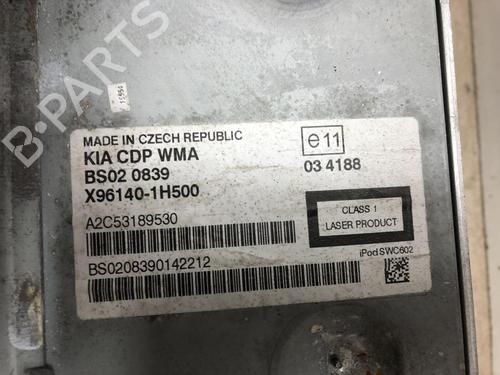 B-PARTS
MADE IN CZECH REPUBLIC
KIA CDP WMA
BS02 0839
X96140-1H500
e11
03 4188
A2C53189530
CLASS 1
LASER PRODUCT
BS0208390142212
iPod SWC602